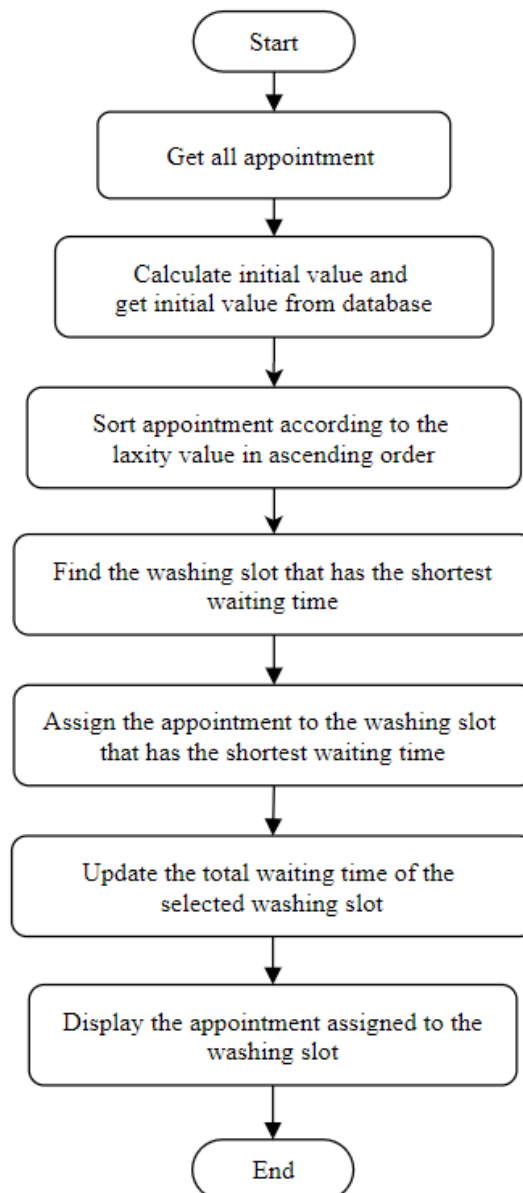 Start
Get all appointment
Calculate initial value and
get initial value from database
Sort appointment according to the
laxity value in ascending order
Find the washing slot that has the shortest
waiting time
Assign the appointment to the washing slot
that has the shortest waiting time
Update the total waiting time of the
selected washing slot
Display the appointment assigned to the
washing slot
End